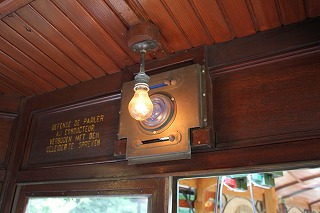 DEFENSE DE PARLER
AU CONDUCTEUR
VERBODEN MET DEN
GELEIDER TE SPREKEN